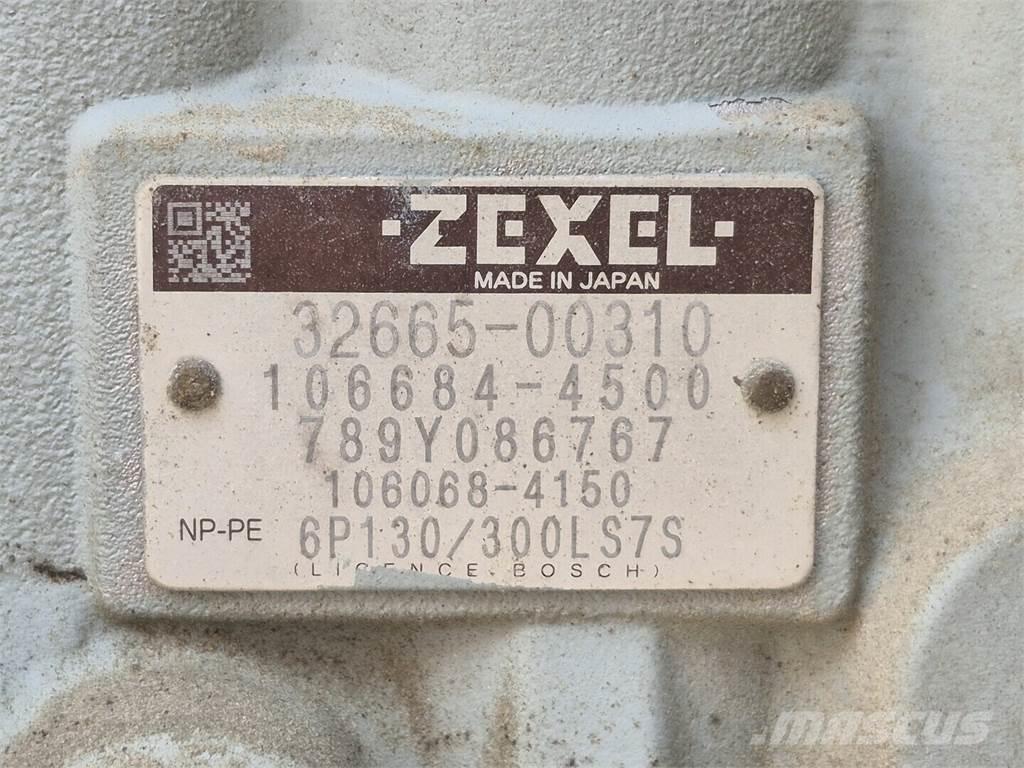 ·ZEXEL·
MADE IN JAPAN
32665-00310
106684-4500
789Y086767
106068-4150
NP-PE 6P130/300LS7S
(LICENCE BOSCH)
mascus